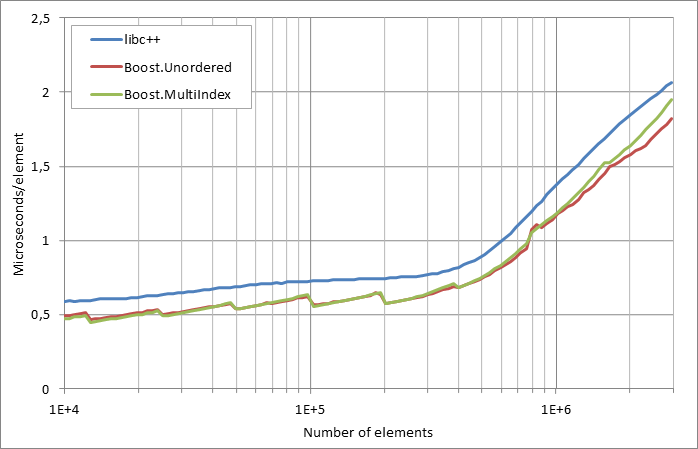 2,5
libc++
Boost.Unordered
Boost.MultiIndex
2
1,5
1
0,5
0
Microseconds/element
1E+4
1E+5
1E+6
Number of elements